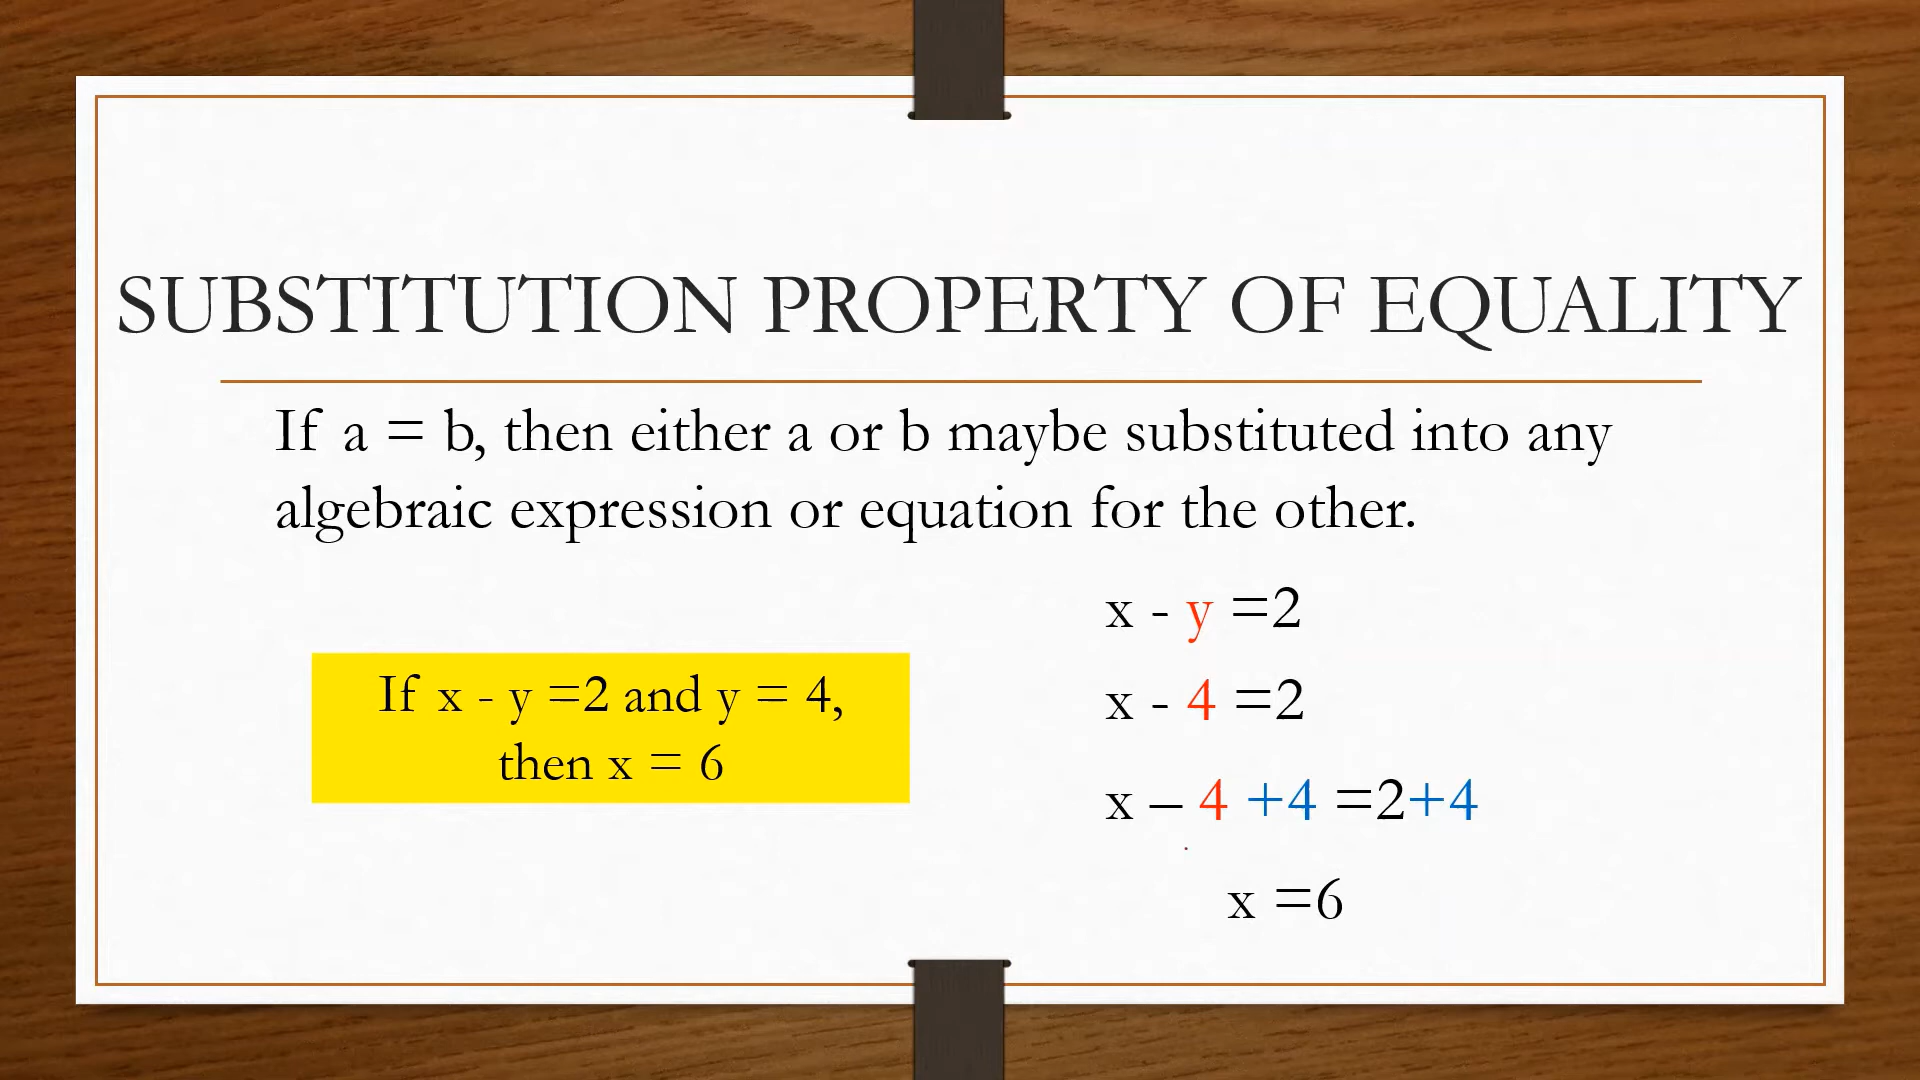 SUBSTITUTION PROPERTY OF EQUALITY
If a = b, then either a or b maybe substituted into any
algebraic expression or equation for the other.
If x - y =2 and y = 4,
then x = 6
x - y =2
x - 4 =2
x – 4 +4 =2+4
x =6